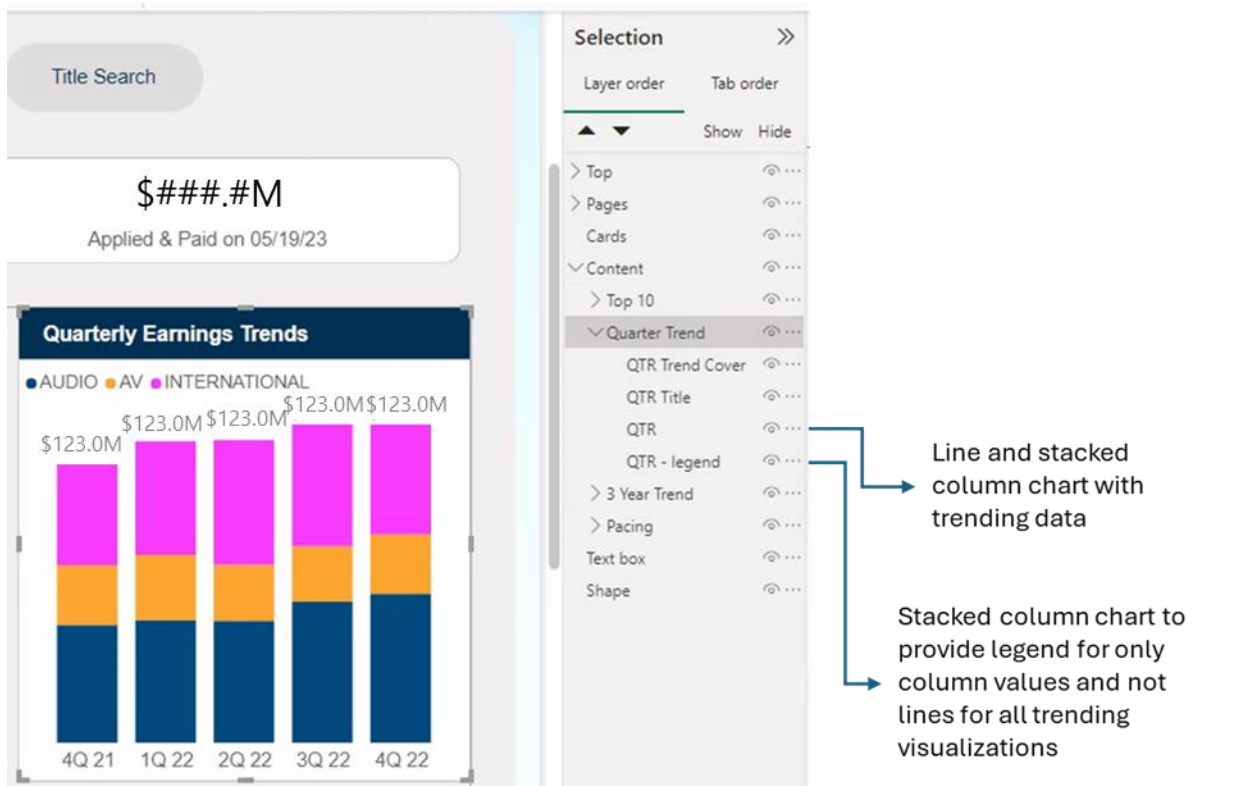 Title Search
$###.#M
Applied & Paid on 05/19/23
Quarterly Earnings Trends
AUDIO AV INTERNATIONAL
$123.0M $123.0M $123.0M $123.0M $123.0M
4Q 21 1Q 22 2Q 22 3Q 22 4Q 22
Selection
Layer order Tab order
Show Hide
Top
Pages
Cards
Content
Top 10
Quarter Trend
QTR Trend Cover
QTR Title
QTR
QTR - legend
3 Year Trend
Pacing
Text box
Shape
Line and stacked
column chart with
trending data
Stacked column chart to
provide legend for only
column values and not
lines for all trending
visualizations